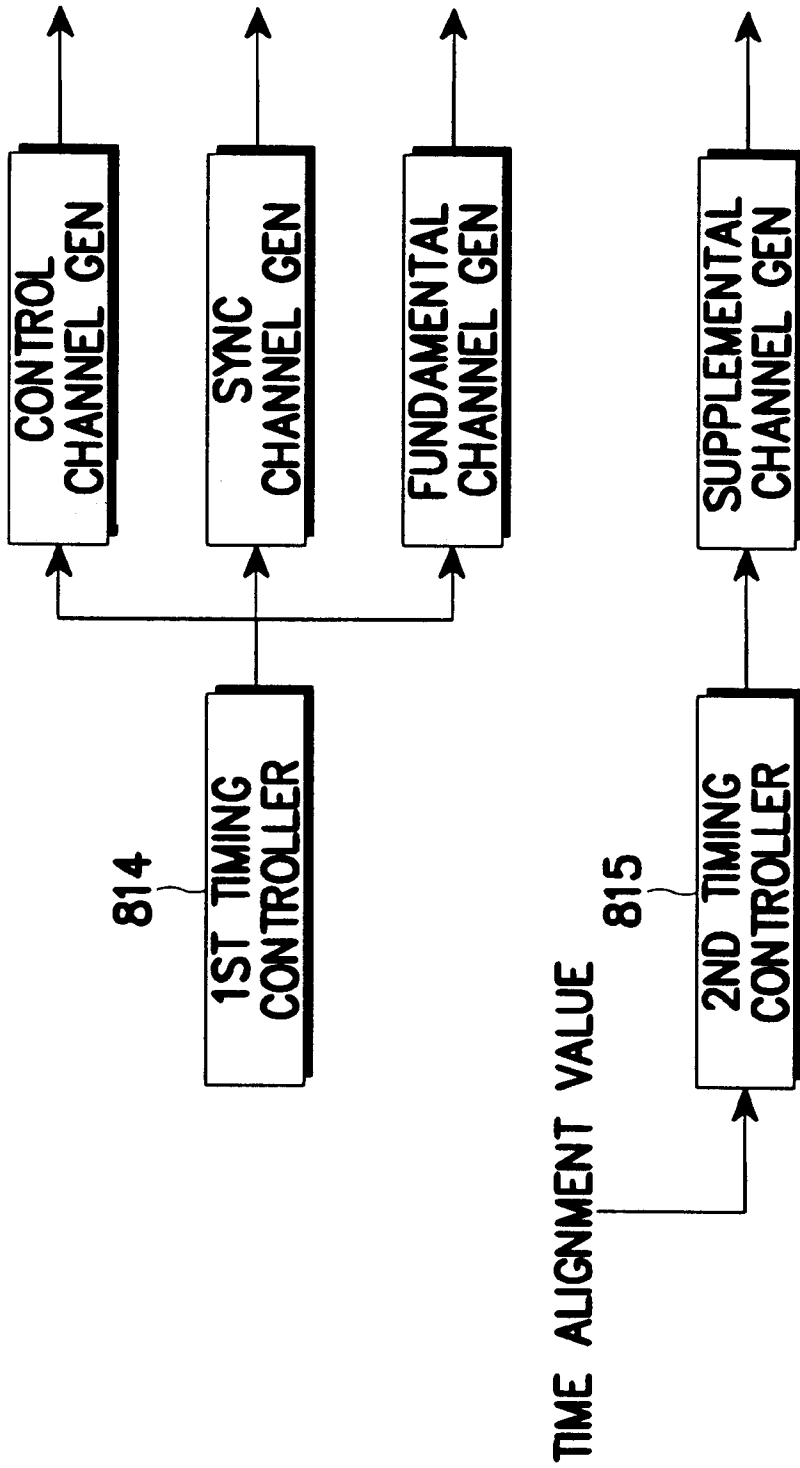 CONTROL
CHANNEL GEN
814
1ST TIMING
CONTROLLER
SYNC
CHANNEL GEN
FUNDAMENTAL
CHANNEL GEN
TIME ALIGNMENT VALUE
815
2ND TIMING
CONTROLLER
SUPPLEMENTAL
CHANNEL GEN